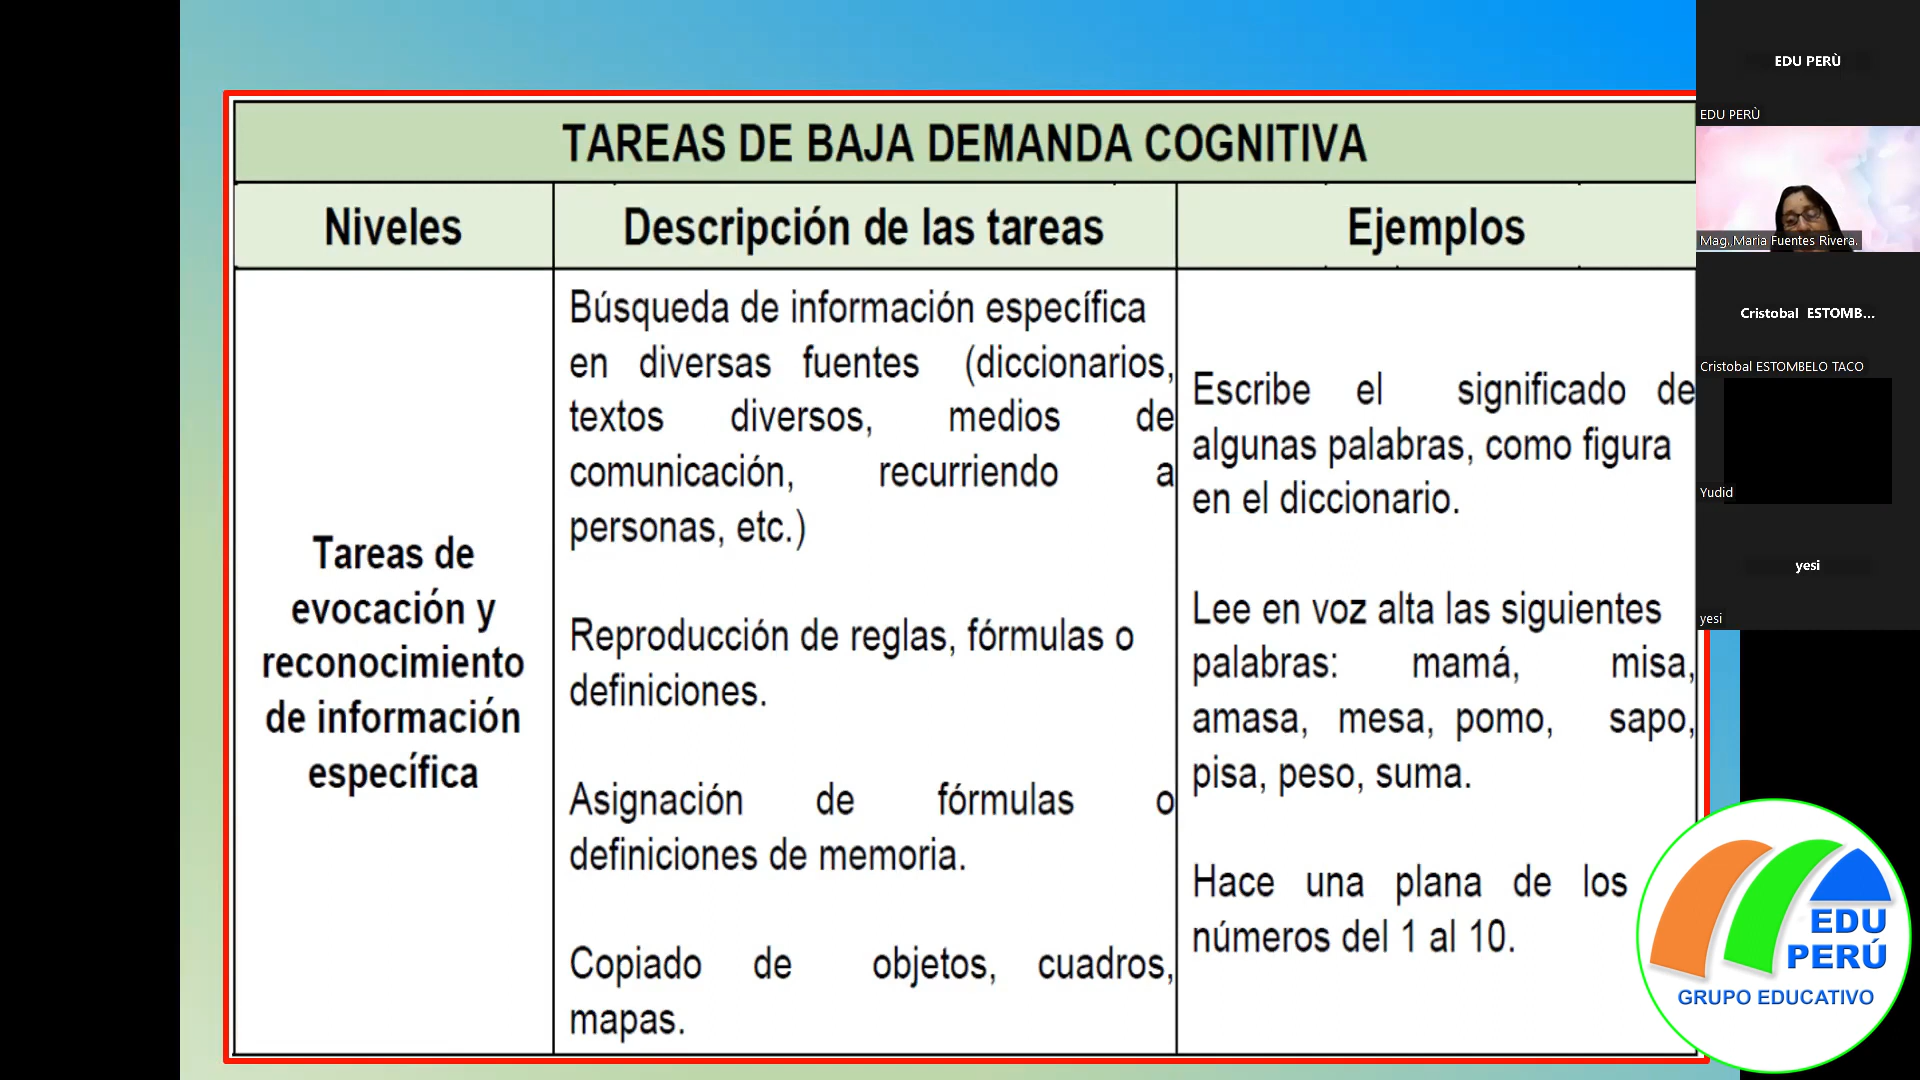 TAREAS DE BAJA DEMANDA COGNITIVA
Niveles
Descripción de las tareas
Ejemplos
Tareas de
evocación y
reconocimiento
de información
específica
Búsqueda de información específica
en diversas fuentes (diccionarios,
textos diversos, medios de
comunicación, recurriendo a
personas, etc.)
Reproducción de reglas, fórmulas o
definiciones.
Asignación de fórmulas o
definiciones de memoria.
Copiado de objetos, cuadros,
mapas.
Escribe el significado de
algunas palabras, como figura
en el diccionario.
Lee en voz alta las siguientes
palabras: mamá, misa,
amasa, mesa, pomo, sapo,
pisa, peso, suma.
Hace una plana de los
números del 1 al 10.
EDU PERÙ
EDU PERÙ
Mag. Maria Fuentes Rivera.
Cristobal ESTOMB...
Cristobal ESTOMBELO TACO
Yudid
yesi
yesi
EDU
PERÚ
GRUPO EDUCATIVO